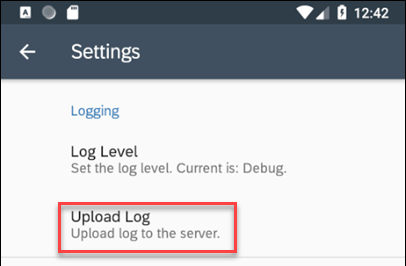 A
12:42
Settings
Logging
Log Level
Set the log level. Current is: Debug.
Upload Log
Upload log to the server.